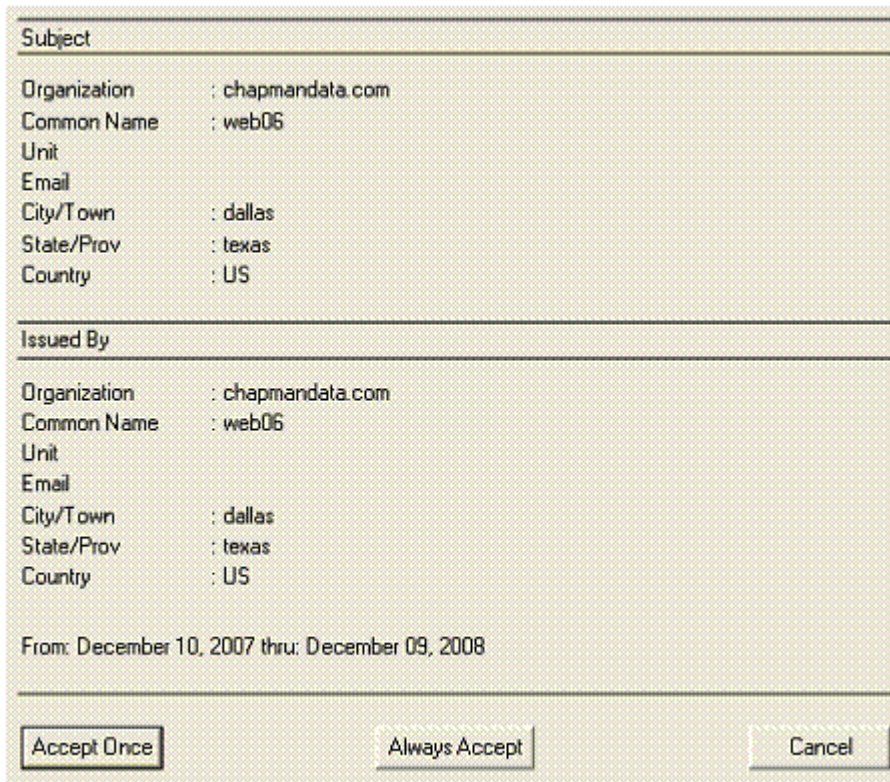 Subject
Organization : chapmandata.com
Common Name : web06
Unit
Email
City/Town : dallas
State/Prov : texas
Country : US
Issued By
Organization : chapmandata.com
Common Name : web06
Unit
Email
City/Town : dallas
State/Prov : texas
Country : US
From: December 10, 2007 thru: December 09, 2008
Accept Once Always Accept Cancel